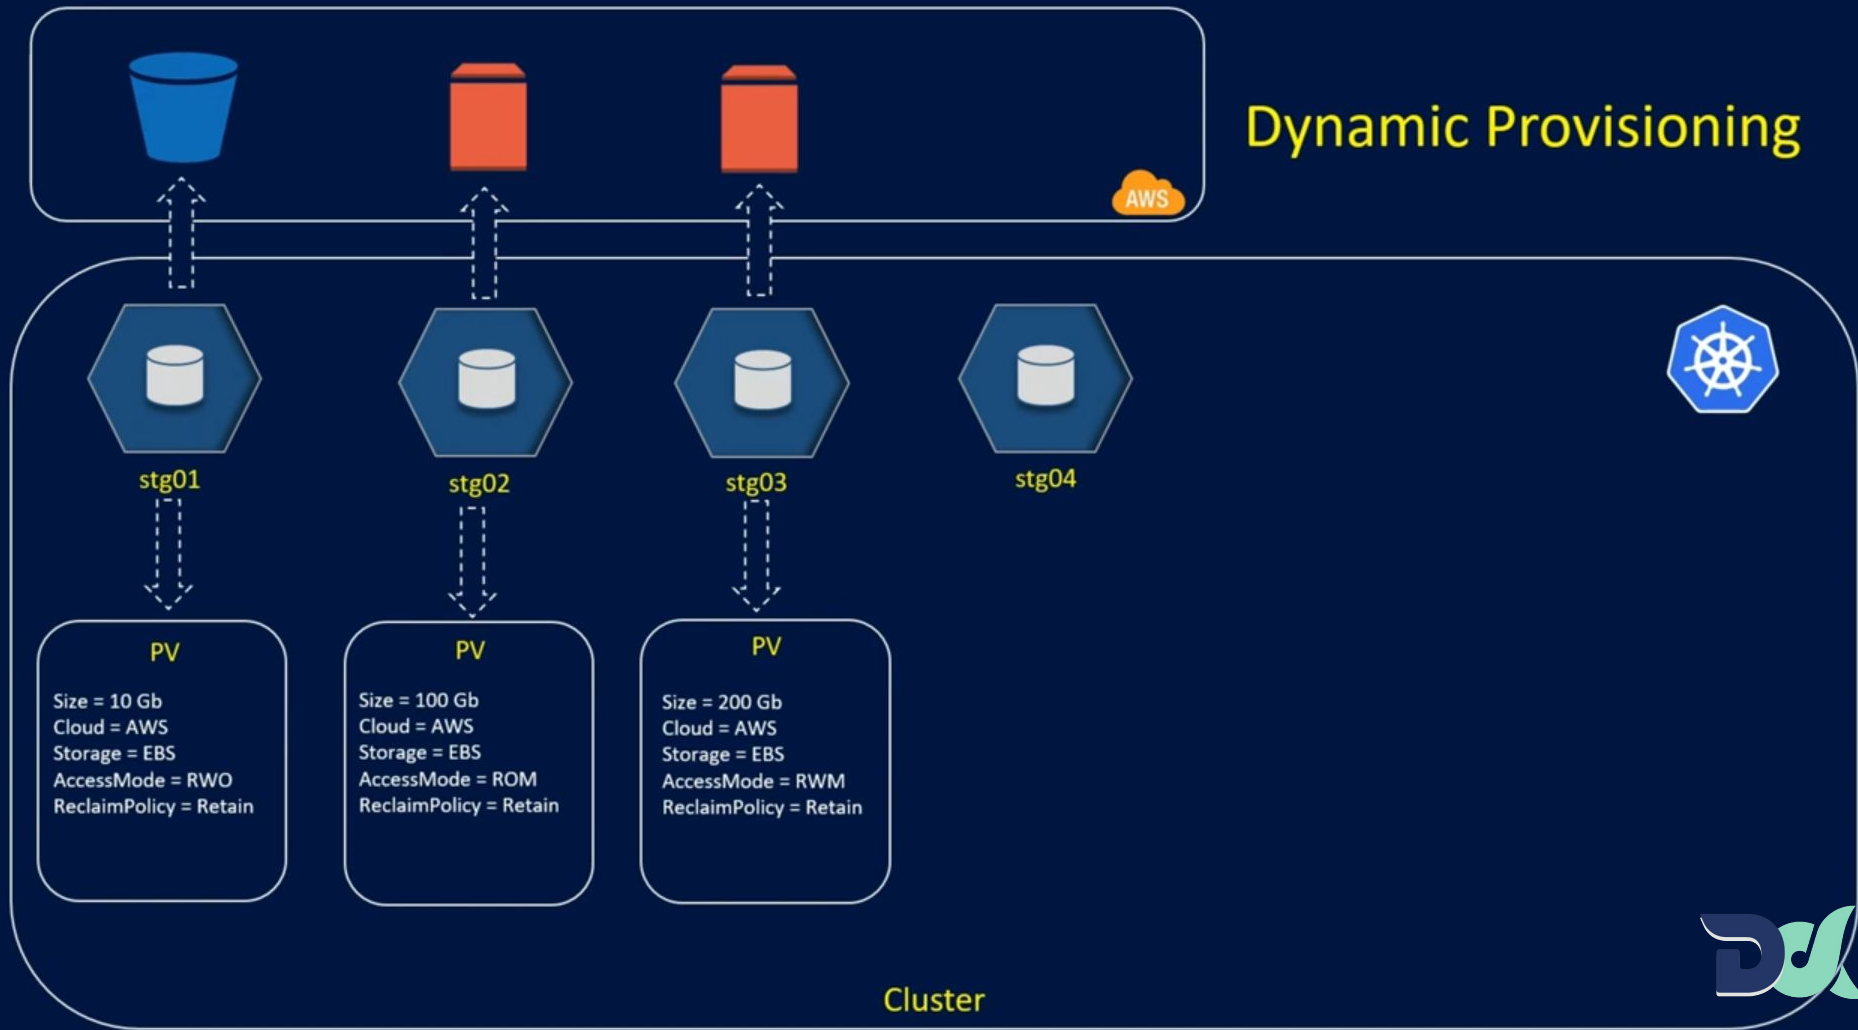 Dynamic Provisioning
AWS
stg01
stg02
stg03
stg04
PV
Size = 10 Gb
Cloud = AWS
Storage = EBS
AccessMode = RWO
ReclaimPolicy = Retain
PV
Size = 100 Gb
Cloud = AWS
Storage = EBS
AccessMode = ROM
ReclaimPolicy = Retain
PV
Size = 200 Gb
Cloud = AWS
Storage = EBS
AccessMode = RWM
ReclaimPolicy = Retain
Cluster